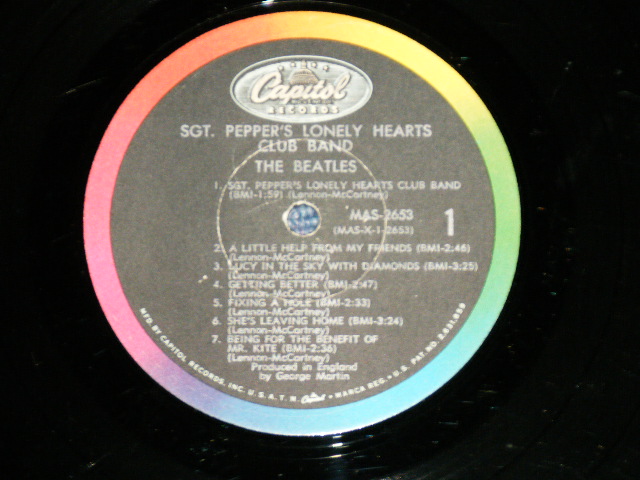 Capitol
RECORDS
SGT. PEPPER'S LONELY HEARTS
CLUB BAND
THE BEATLES
1. SGT. PEPPER'S LONELY HEARTS CLUB BAND
(BMI-1:59) (Lennon-McCartney)
MAS-2653
(MAS-X-1-2653)
1
2. A LITTLE HELP FROM MY FRIENDS (BMI-2:46)
(Lennon-McCartney)
3. LUCY IN THE SKY WITH DIAMONDS (BMI-3:25)
(Lennon-McCartney)
4. GETTING BETTER (BMI-2:47)
(Lennon-McCartney)
5. FIXING A HOLE (BMI-2:33)
(Lennon-McCartney)
6. SHE'S LEAVING HOME (BMI-3:24)
(Lennon-McCartney)
7. BEING FOR THE BENEFIT OF
MR. KITE (BMI-2:36)
(Lennon-McCartney)
Produced in England
by George Martin
MFD. BY CAPITOL RECORDS, INC. U.S.A. T.M. Capitol • MARCA REG. • U.S. PAT. NO.